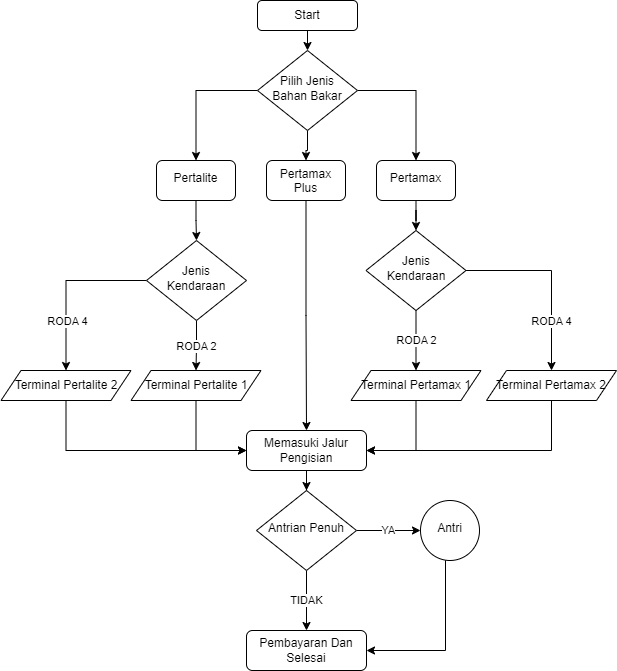 Start
Pilih Jenis
Bahan Bakar
Pertalite
Pertamax
Plus
Pertamax
Jenis
Kendaraan
Jenis
Kendaraan
RODA 4
RODA 2
RODA 2
RODA 4
Terminal Pertalite 2
Terminal Pertalite 1
Terminal Pertamax 1
Terminal Pertamax 2
Memasuki Jalur
Pengisian
Antrian Penuh
YA
Antri
TIDAK
Pembayaran Dan
Selesai